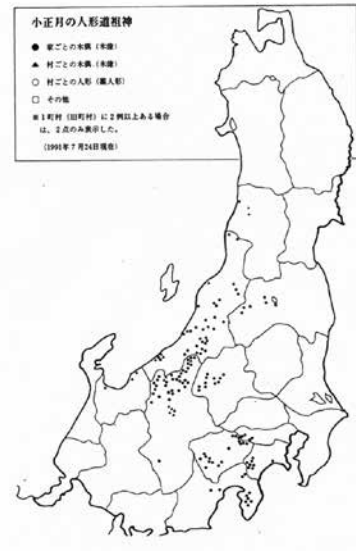 小正月の人形道祖神
● 家ごとの木偶（木棲）
▲ 村ごとの木偶（木棲）
○ 村ごとの人形（藁人形）
□ その他
※1町村（旧町村）に2例以上ある場合
は、2点のみ表示した。
（1991年7月24日現在）